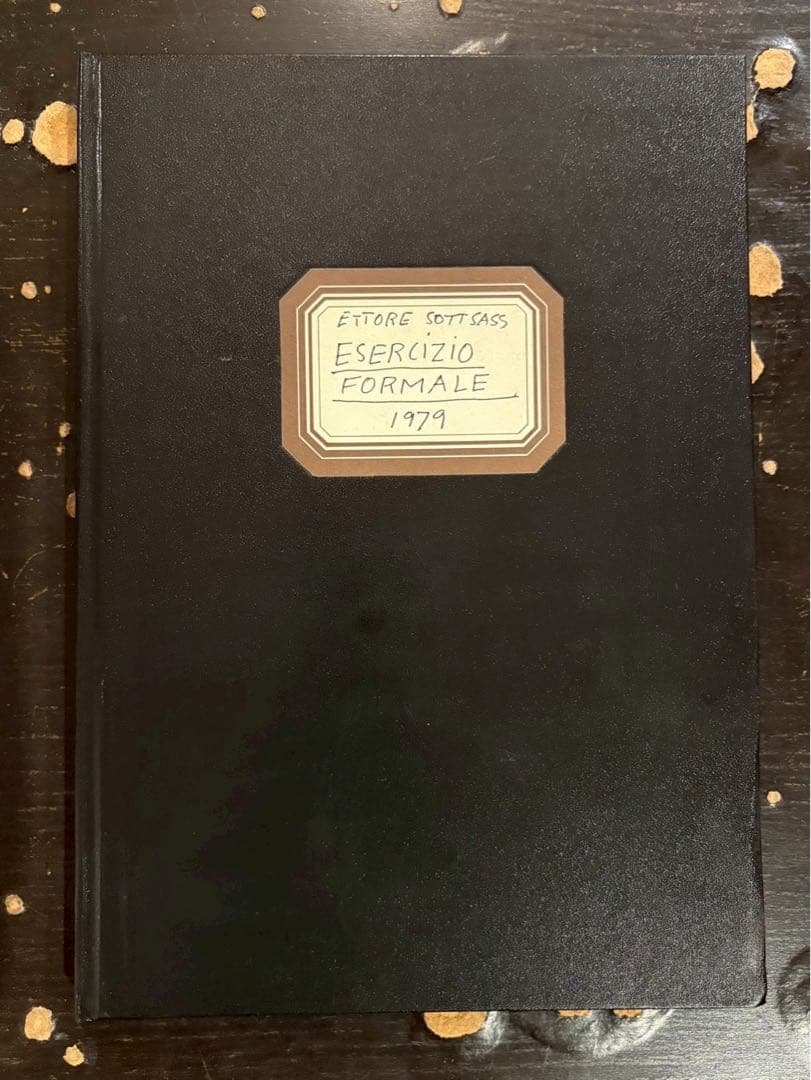 ETTORE SOTTSASS
ESERCIZIO
FORMALE
1979